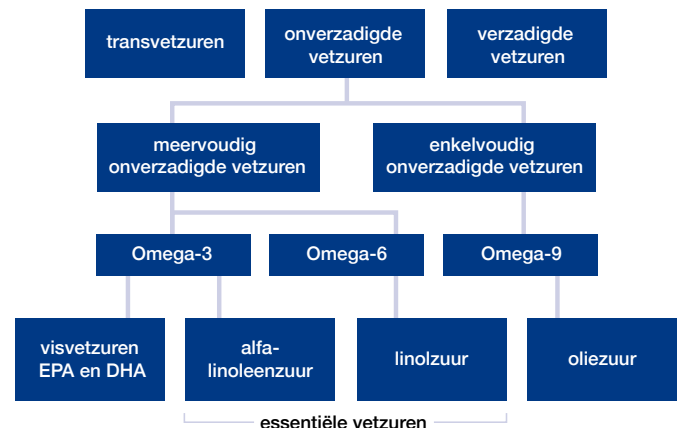 transvetzuren
onverzadigde
vetzuren
verzadigde
vetzuren
meervoudig
onverzadigde vetzuren
enkelvoudig
onverzadigde vetzuren
Omega-3
Omega-6
Omega-9
visvetzuren
EPA en DHA
alfa-
linoleenzuur
linolzuur
oliezuur
essentiële vetzuren